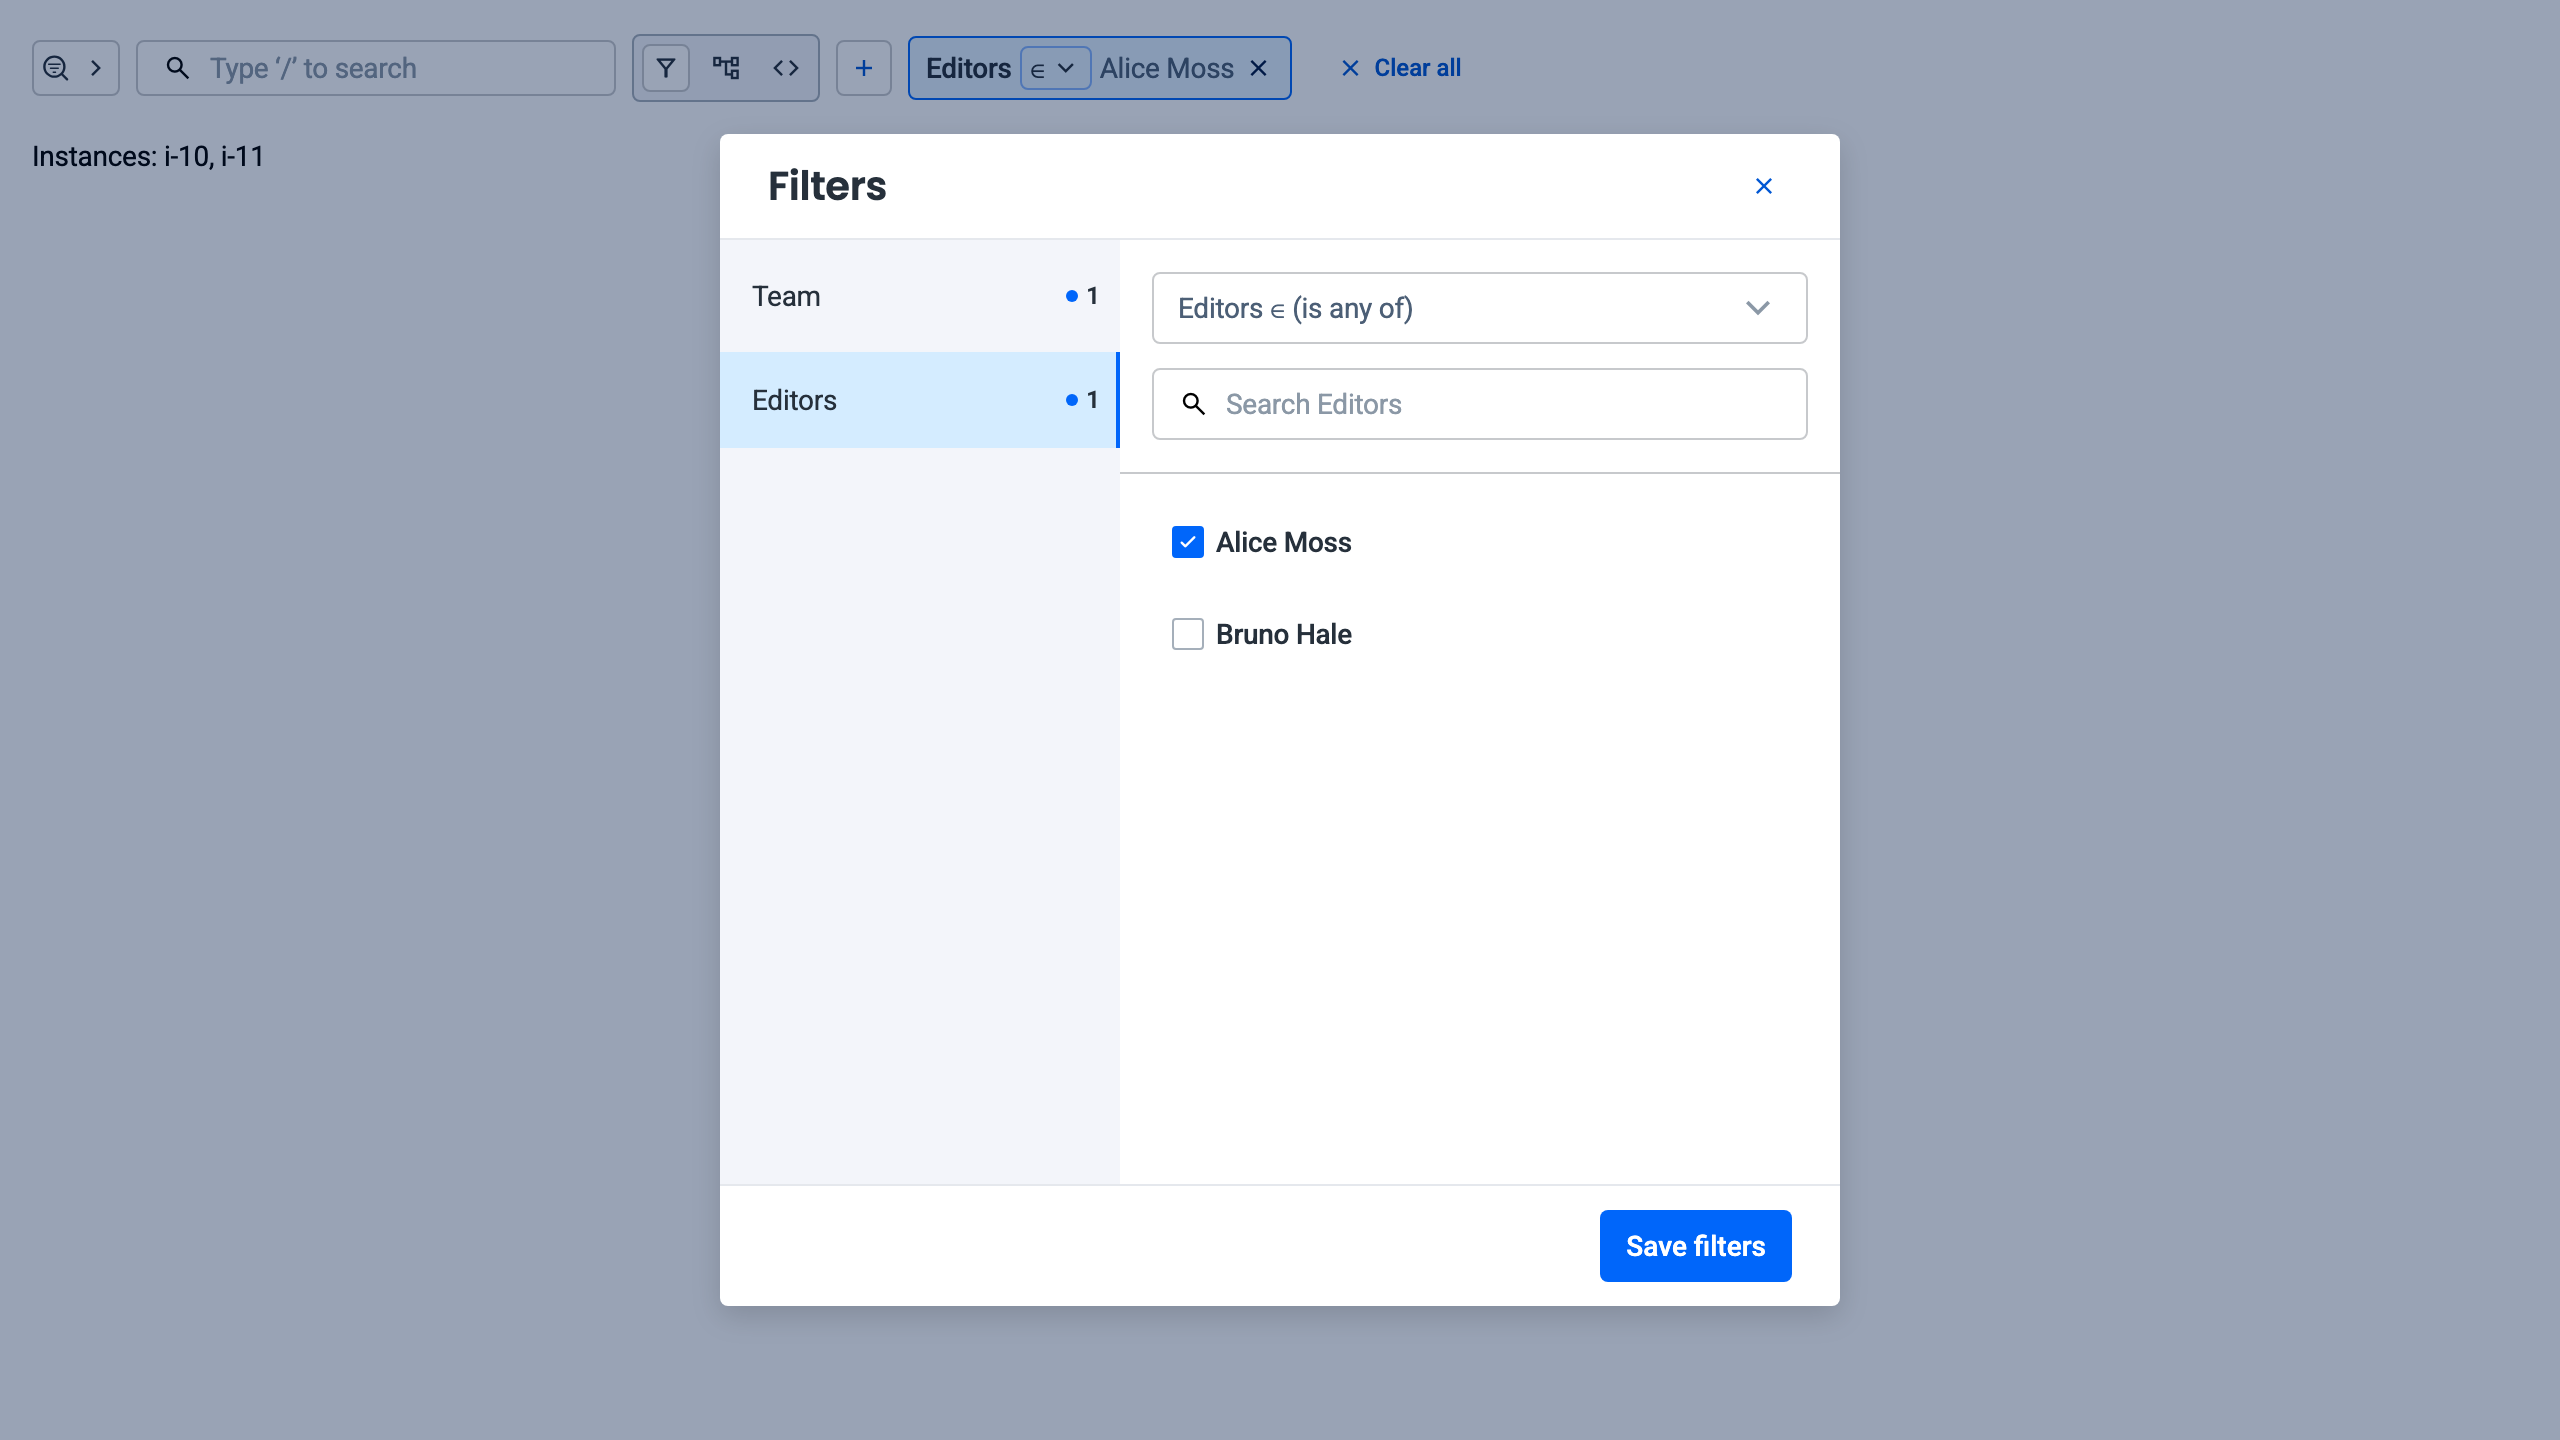 Type ‘/’ to search
Editors ∈ Alice Moss
Clear all
Instances: i-10, i-11
Filters
Team 1
Editors 1
Editors ∈ (is any of)
Search Editors
Alice Moss
Bruno Hale
Save filters